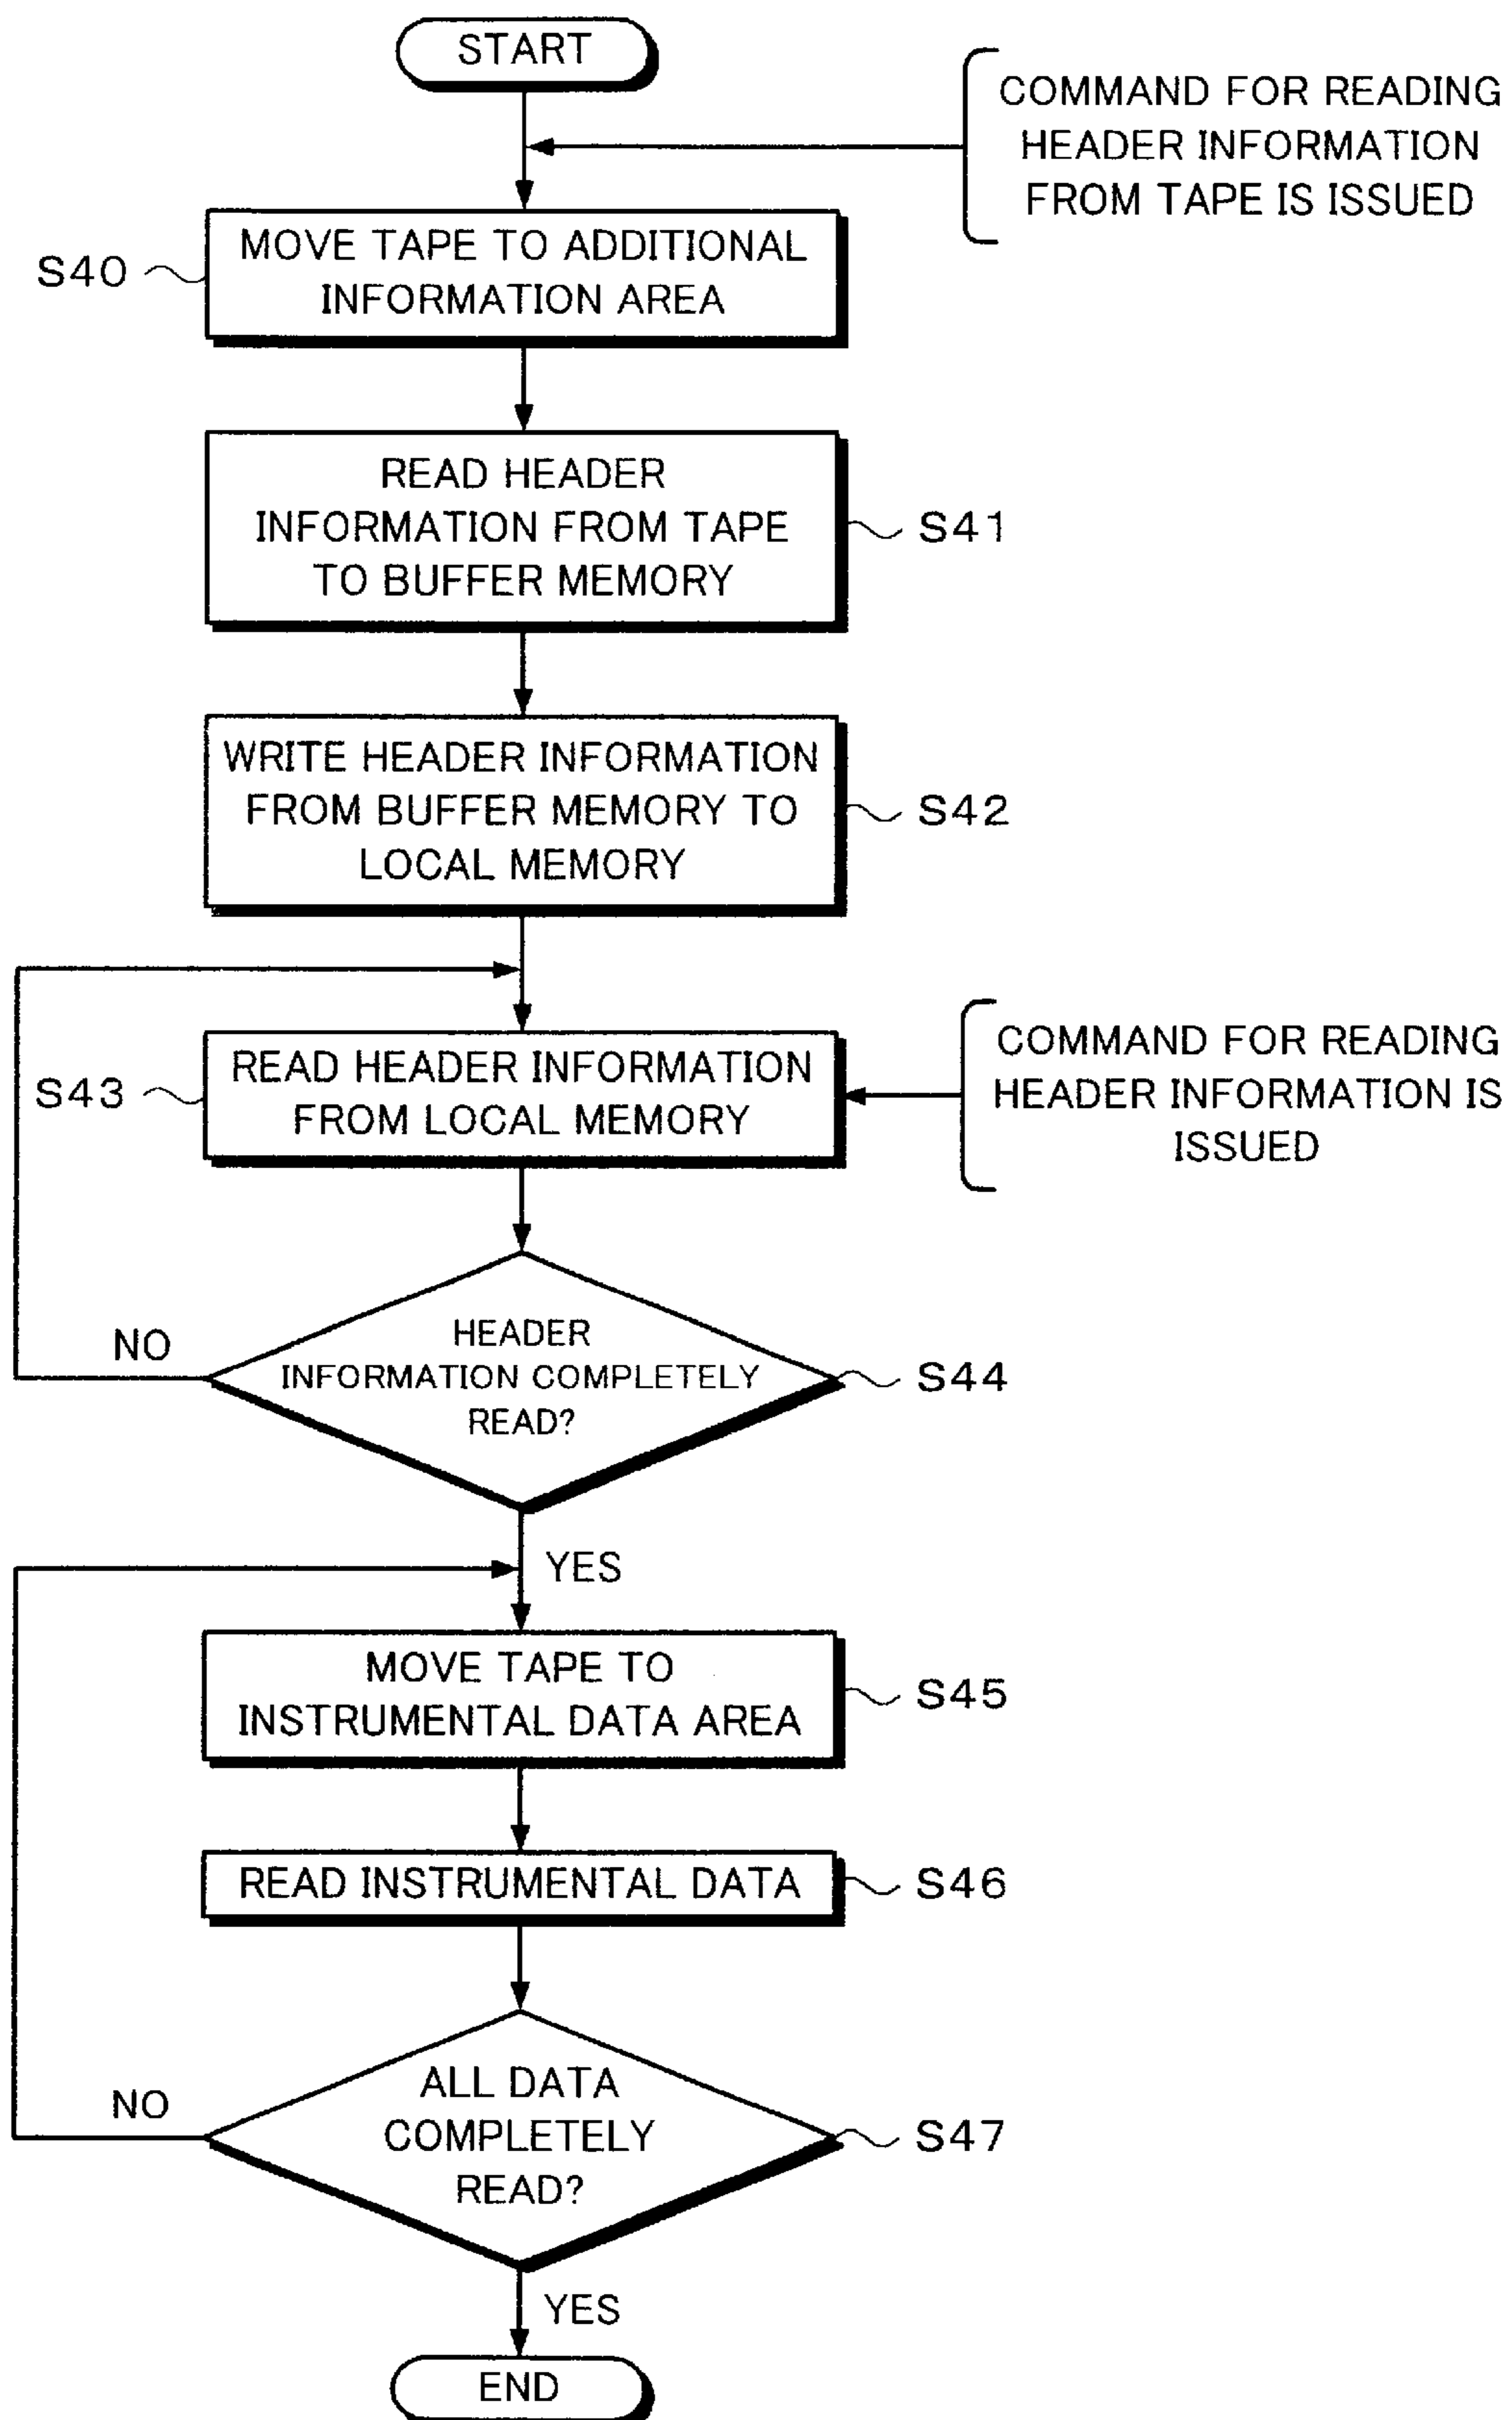 START
COMMAND FOR READING
HEADER INFORMATION
FROM TAPE IS ISSUED
S40
MOVE TAPE TO ADDITIONAL
INFORMATION AREA
READ HEADER
INFORMATION FROM TAPE
TO BUFFER MEMORY
S41
WRITE HEADER INFORMATION
FROM BUFFER MEMORY TO
LOCAL MEMORY
S42
S43
READ HEADER INFORMATION
FROM LOCAL MEMORY
COMMAND FOR READING
HEADER INFORMATION IS
ISSUED
NO
HEADER
INFORMATION COMPLETELY
READ?
S44
YES
MOVE TAPE TO
INSTRUMENTAL DATA AREA
S45
READ INSTRUMENTAL DATA
S46
NO
ALL DATA
COMPLETELY
READ?
S47
YES
END